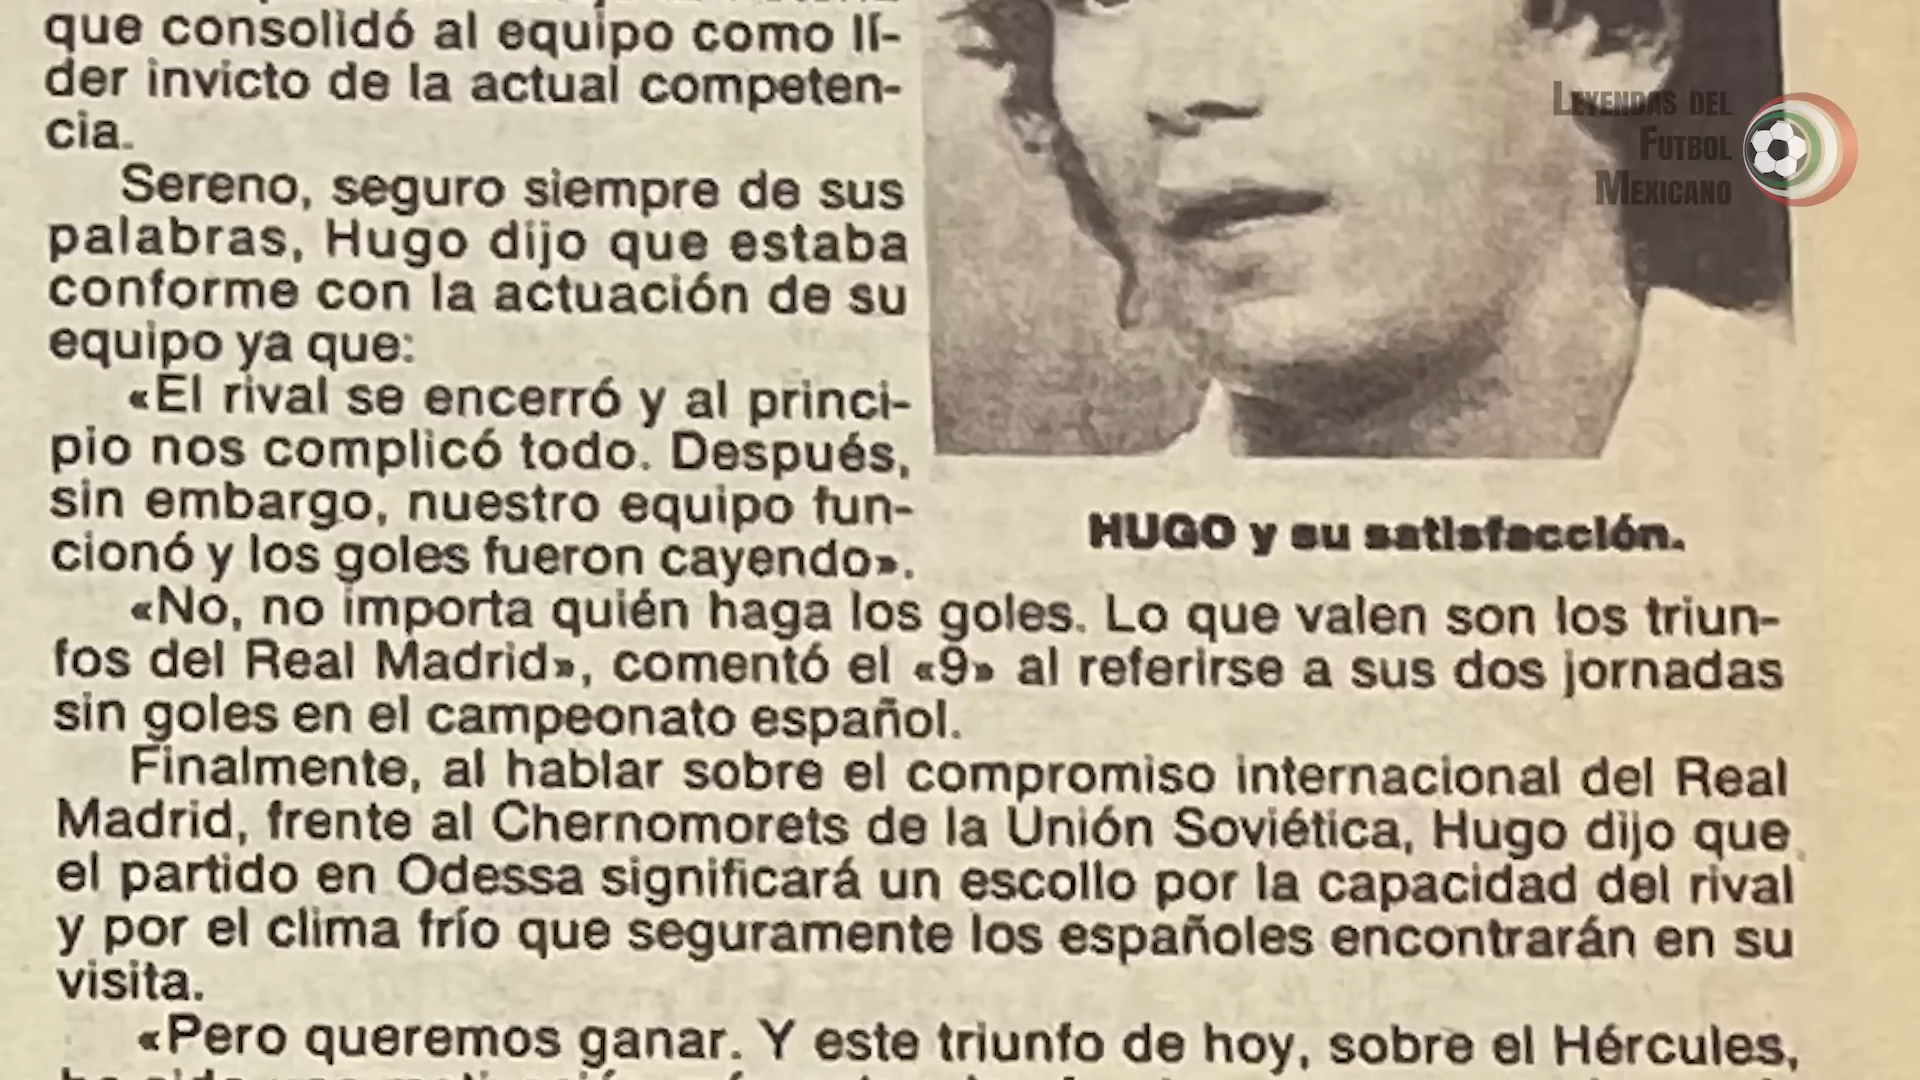 que consolidó al equipo como lí-
der invicto de la actual competen-
cia.
Sereno, seguro siempre de sus
palabras, Hugo dijo que estaba
conforme con la actuación de su
equipo ya que:
«El rival se encerró y al princi-
pio nos complicó todo. Después,
sin embargo, nuestro equipo fun-
cionó y los goles fueron cayendo».
HUGO y su satisfacción.
«No, no importa quién haga los goles. Lo que valen son los triun-
fos del Real Madrid», comentó el «9» al referirse a sus dos jornadas
sin goles en el campeonato español.
Finalmente, al hablar sobre el compromiso internacional del Real
Madrid, frente al Chernomorets de la Unión Soviética, Hugo dijo que
el partido en Odessa significará un escollo por la capacidad del rival
y por el clima frío que seguramente los españoles encontrarán en su
visita.
«Pero queremos ganar. Y este triunfo de hoy, sobre el Hércules,
LEYENDAS DEL
FUTBOL
MEXICANO